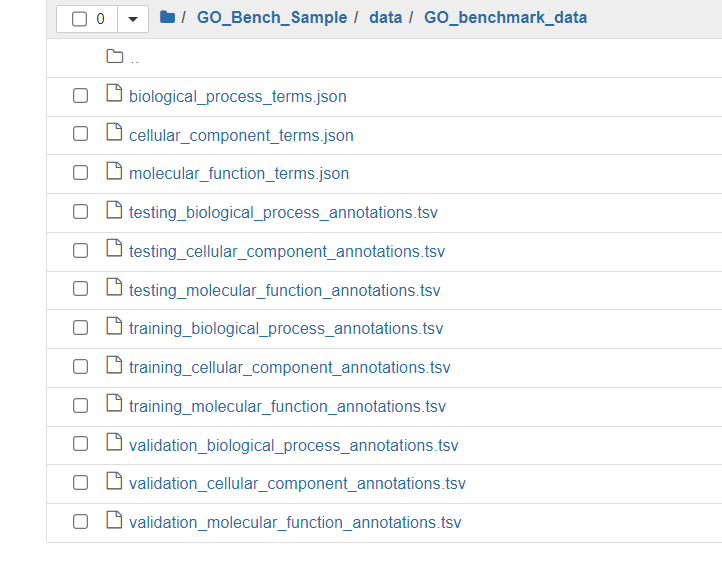 0 / GO_Bench_Sample / data / GO_benchmark_data
..
biological_process_terms.json
cellular_component_terms.json
molecular_function_terms.json
testing_biological_process_annotations.tsv
testing_cellular_component_annotations.tsv
testing_molecular_function_annotations.tsv
training_biological_process_annotations.tsv
training_cellular_component_annotations.tsv
training_molecular_function_annotations.tsv
validation_biological_process_annotations.tsv
validation_cellular_component_annotations.tsv
validation_molecular_function_annotations.tsv